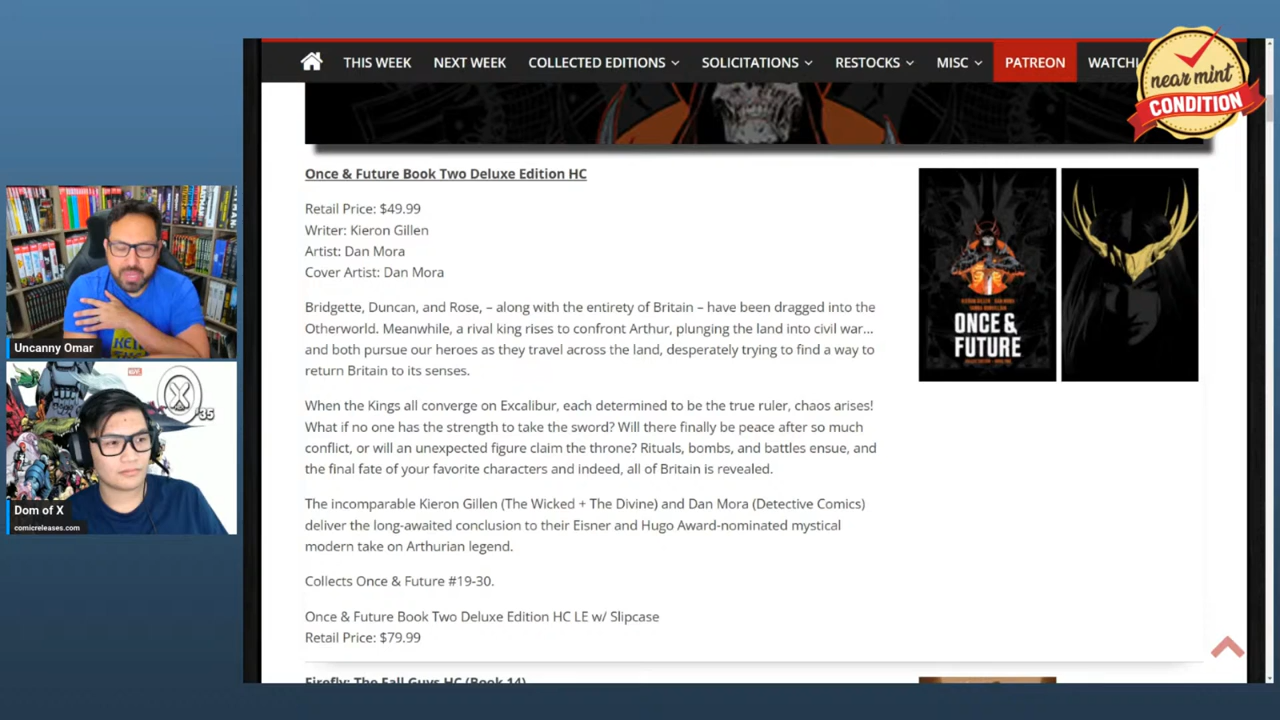 THIS WEEK NEXT WEEK COLLECTED EDITIONS SOLICITATIONS RESTOCKS MISC PATREON
near mint
CONDITION
Once & Future Book Two Deluxe Edition HC
Retail Price: $49.99
Writer: Kieron Gillen
Artist: Dan Mora
Cover Artist: Dan Mora
Bridgette, Duncan, and Rose, – along with the entirety of Britain – have been dragged into the
Otherworld. Meanwhile, a rival king rises to confront Arthur, plunging the land into civil war...
and both pursue our heroes as they travel across the land, desperately trying to find a way to
return Britain to its senses.
When the Kings all converge on Excalibur, each determined to be the true ruler, chaos arises!
What if no one has the strength to take the sword? Will there finally be peace after so much
conflict, or will an unexpected figure claim the throne? Rituals, bombs, and battles ensue, and
the final fate of your favorite characters and indeed, all of Britain is revealed.
The incomparable Kieron Gillen (The Wicked + The Divine) and Dan Mora (Detective Comics)
deliver the long-awaited conclusion to their Eisner and Hugo Award-nominated mystical
modern take on Arthurian legend.
Collects Once & Future #19-30.
Once & Future Book Two Deluxe Edition HC LE w/ Slipcase
Retail Price: $79.99
Firefly: The Fall Guys HC (Book 14)
ONCE &
FUTURE
Uncanny Omar
X
35
Dom of X
comicreleases.com